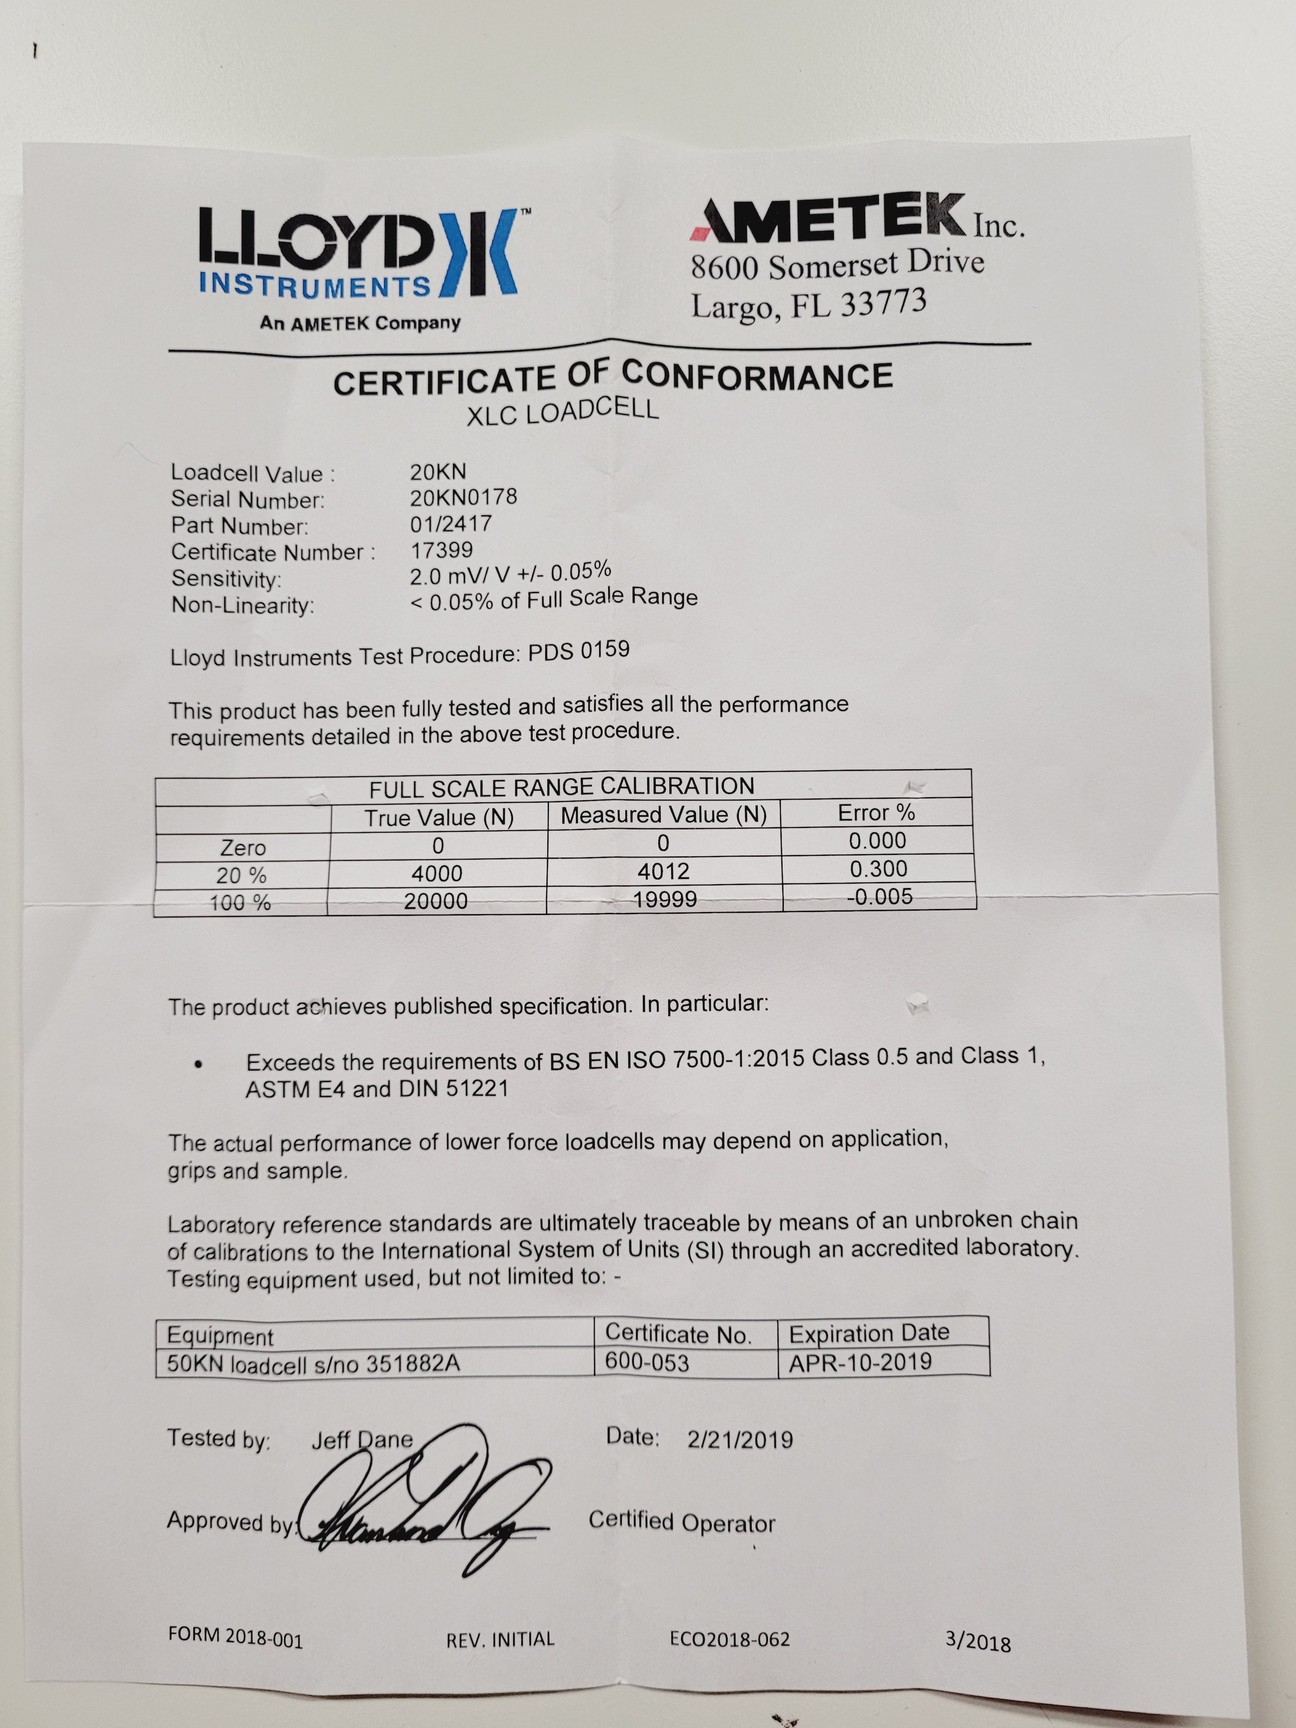 LLOYD
INSTRUMENTS
™
An AMETEK Company
AMETEK Inc.
8600 Somerset Drive
Largo, FL 33773
CERTIFICATE OF CONFORMANCE
XLC LOADCELL
Loadcell Value : 20KN
Serial Number: 20KN0178
Part Number: 01/2417
Certificate Number : 17399
Sensitivity: 2.0 mV/ V +/- 0.05%
Non-Linearity: < 0.05% of Full Scale Range
Lloyd Instruments Test Procedure: PDS 0159
This product has been fully tested and satisfies all the performance
requirements detailed in the above test procedure.
FULL SCALE RANGE CALIBRATION
True Value (N) Measured Value (N) Error %
Zero 0 0 0.000
20 % 4000 4012 0.300
100 % 20000 19999 -0.005
The product achieves published specification. In particular:
• Exceeds the requirements of BS EN ISO 7500-1:2015 Class 0.5 and Class 1,
ASTM E4 and DIN 51221
The actual performance of lower force loadcells may depend on application,
grips and sample.
Laboratory reference standards are ultimately traceable by means of an unbroken chain
of calibrations to the International System of Units (SI) through an accredited laboratory.
Testing equipment used, but not limited to: -
Equipment Certificate No. Expiration Date
50KN loadcell s/no 351882A 600-053 APR-10-2019
Tested by: Jeff Dane Date: 2/21/2019
Approved by: Certified Operator
FORM 2018-001 REV. INITIAL ECO2018-062 3/2018